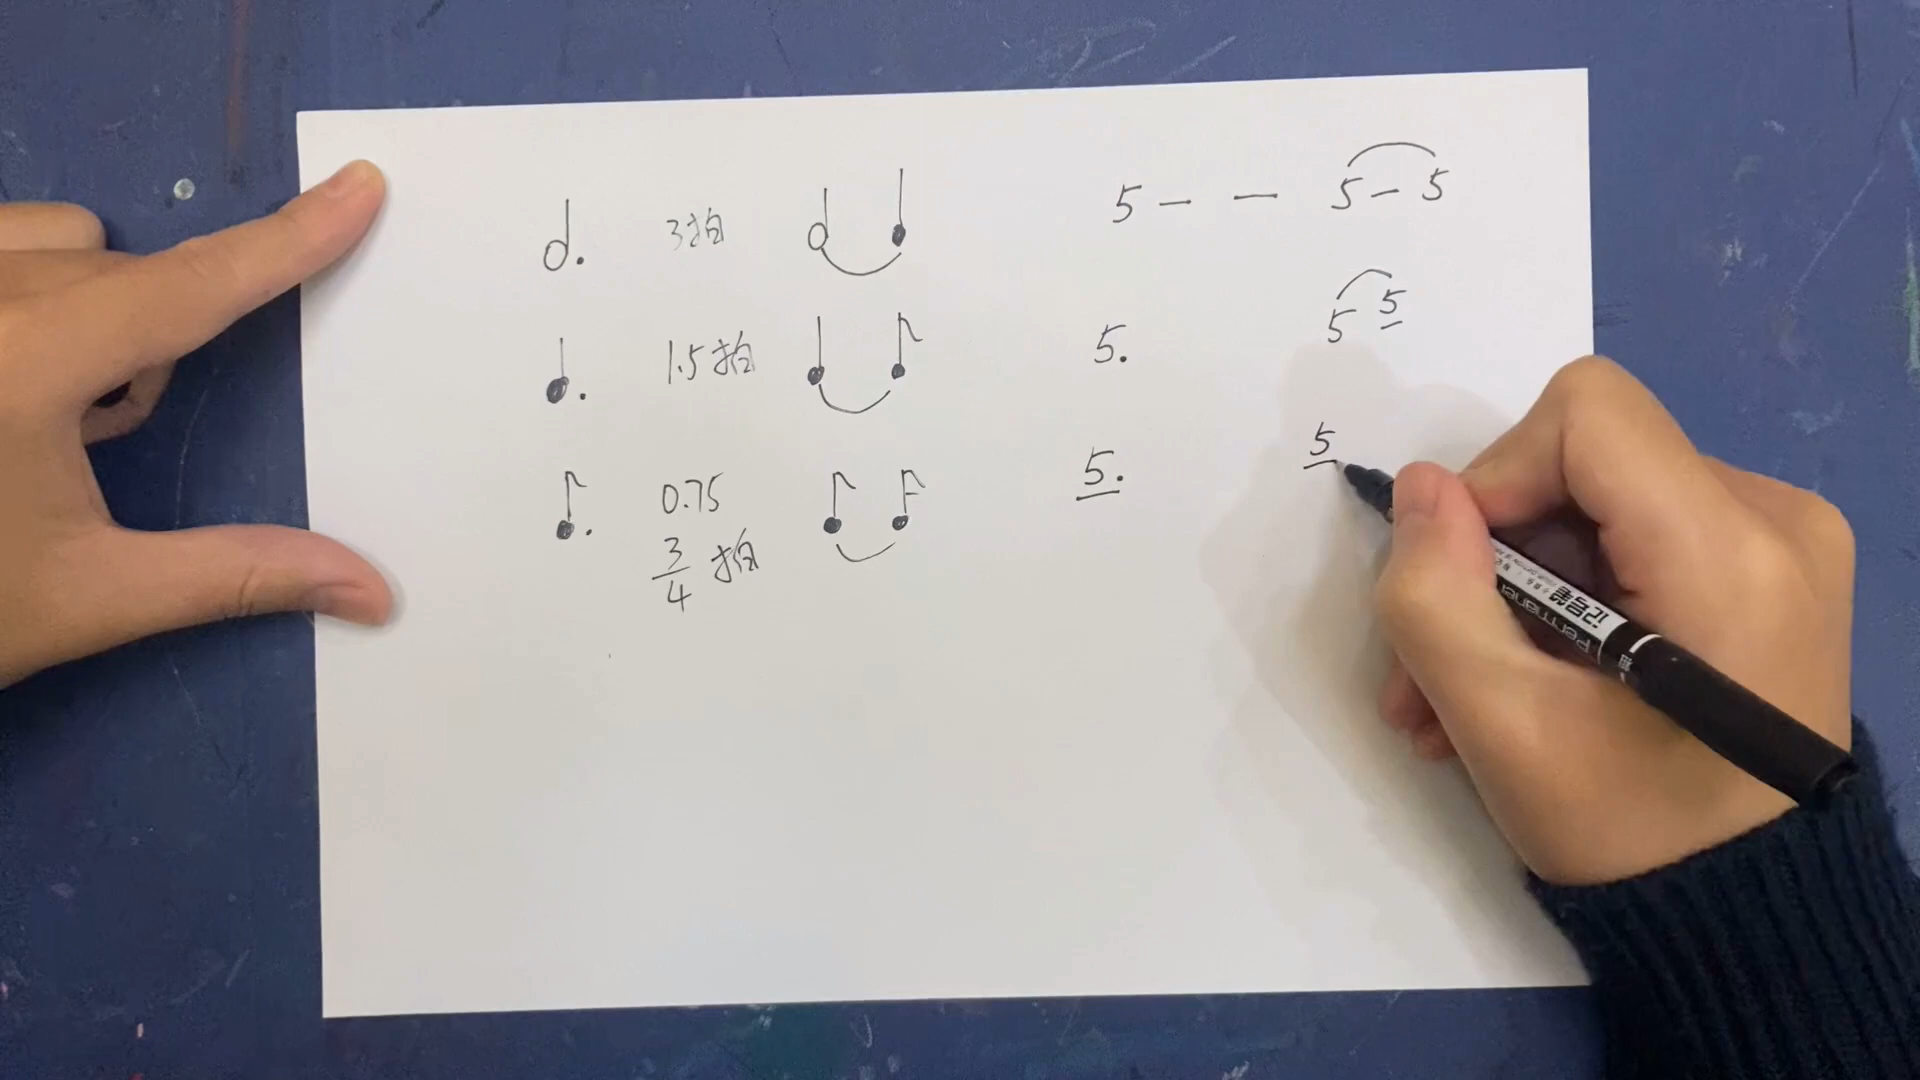 3拍 5 — — 5 — 5
1.5拍 5. 5 5
0.75 5. 5
3/4 拍
记号笔
Permanent